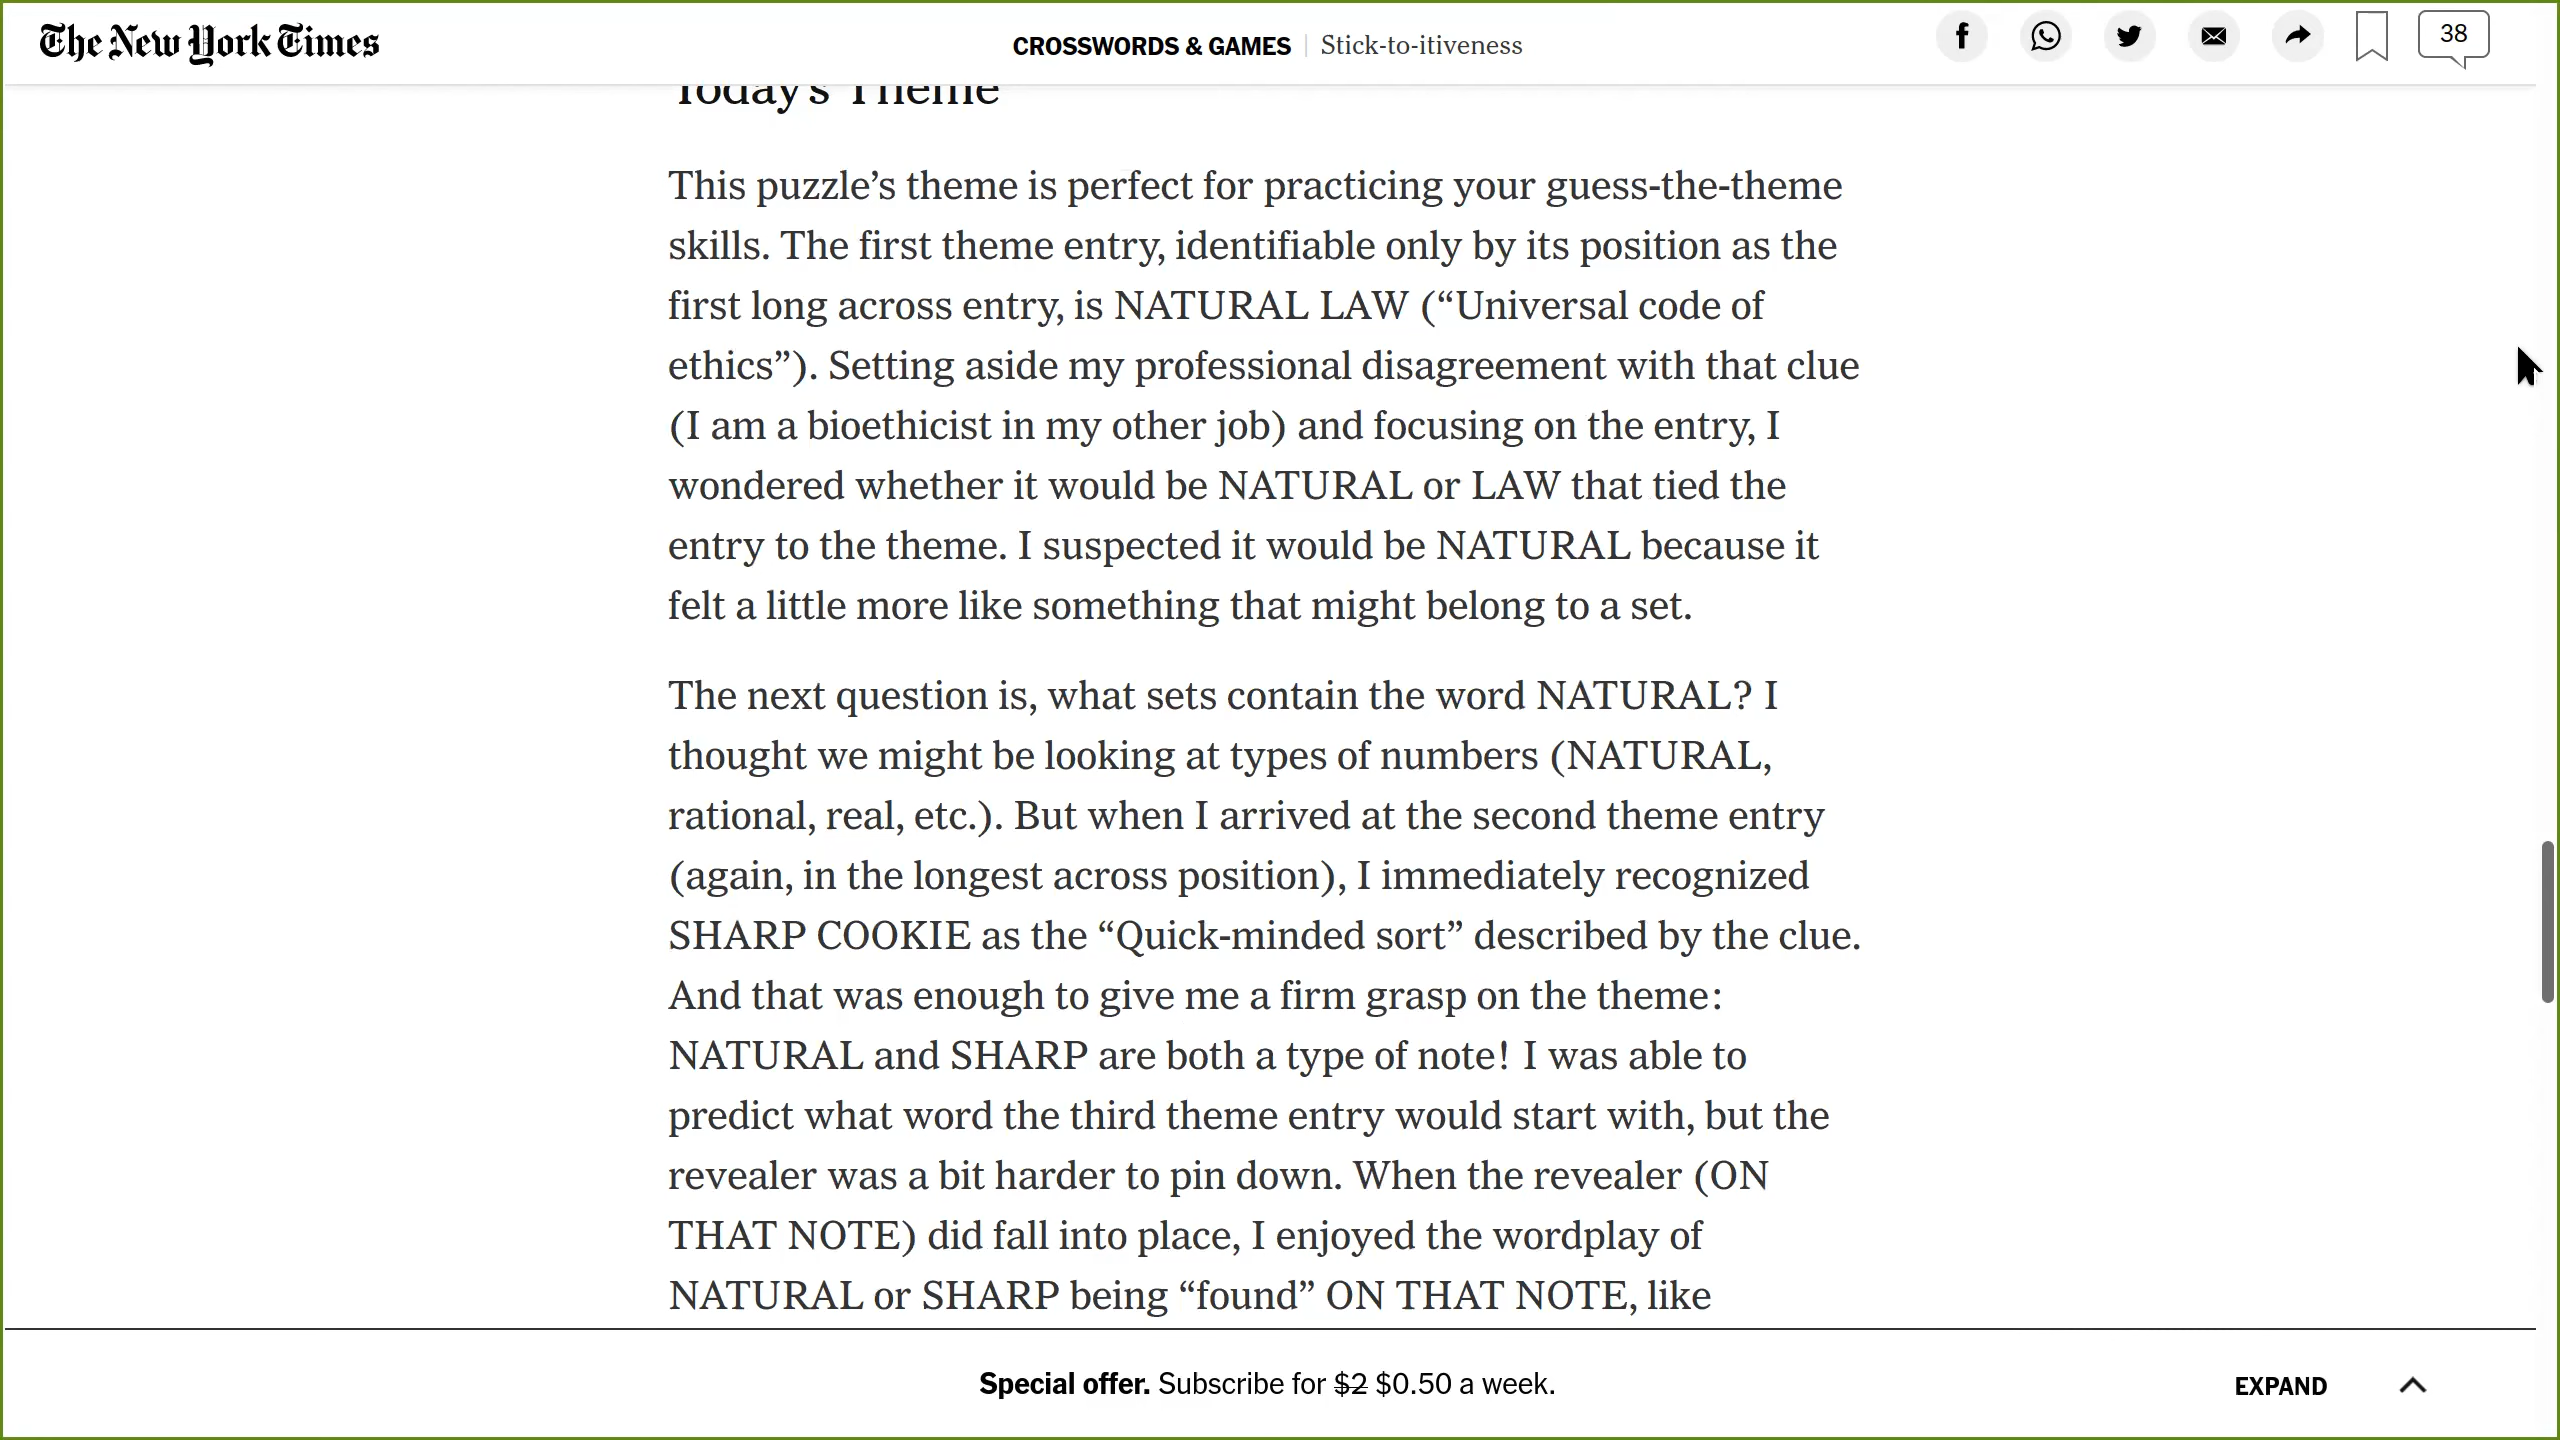 The New York Times
CROSSWORDS & GAMES | Stick-to-itiveness
38
Today's Theme
This puzzle’s theme is perfect for practicing your guess-the-theme
skills. The first theme entry, identifiable only by its position as the
first long across entry, is NATURAL LAW (“Universal code of
ethics”). Setting aside my professional disagreement with that clue
(I am a bioethicist in my other job) and focusing on the entry, I
wondered whether it would be NATURAL or LAW that tied the
entry to the theme. I suspected it would be NATURAL because it
felt a little more like something that might belong to a set.
The next question is, what sets contain the word NATURAL? I
thought we might be looking at types of numbers (NATURAL,
rational, real, etc.). But when I arrived at the second theme entry
(again, in the longest across position), I immediately recognized
SHARP COOKIE as the “Quick-minded sort” described by the clue.
And that was enough to give me a firm grasp on the theme:
NATURAL and SHARP are both a type of note! I was able to
predict what word the third theme entry would start with, but the
revealer was a bit harder to pin down. When the revealer (ON
THAT NOTE) did fall into place, I enjoyed the wordplay of
NATURAL or SHARP being “found” ON THAT NOTE, like
Special offer. Subscribe for $2 $0.50 a week.
EXPAND